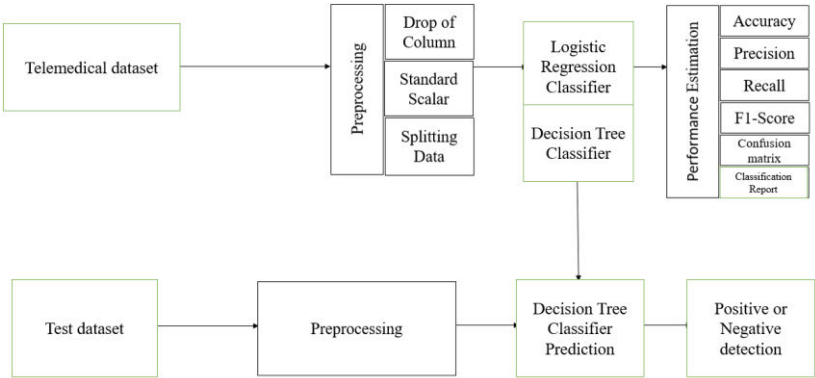 Telemedical dataset
Preprocessing
Drop of
Column
Standard
Scalar
Splitting
Data
Logistic
Regression
Classifier
Decision Tree
Classifier
Performance Estimation
Accuracy
Precision
Recall
F1-Score
Confusion
matrix
Classification
Report
Test dataset
Preprocessing
Decision Tree
Classifier
Prediction
Positive or
Negative
detection